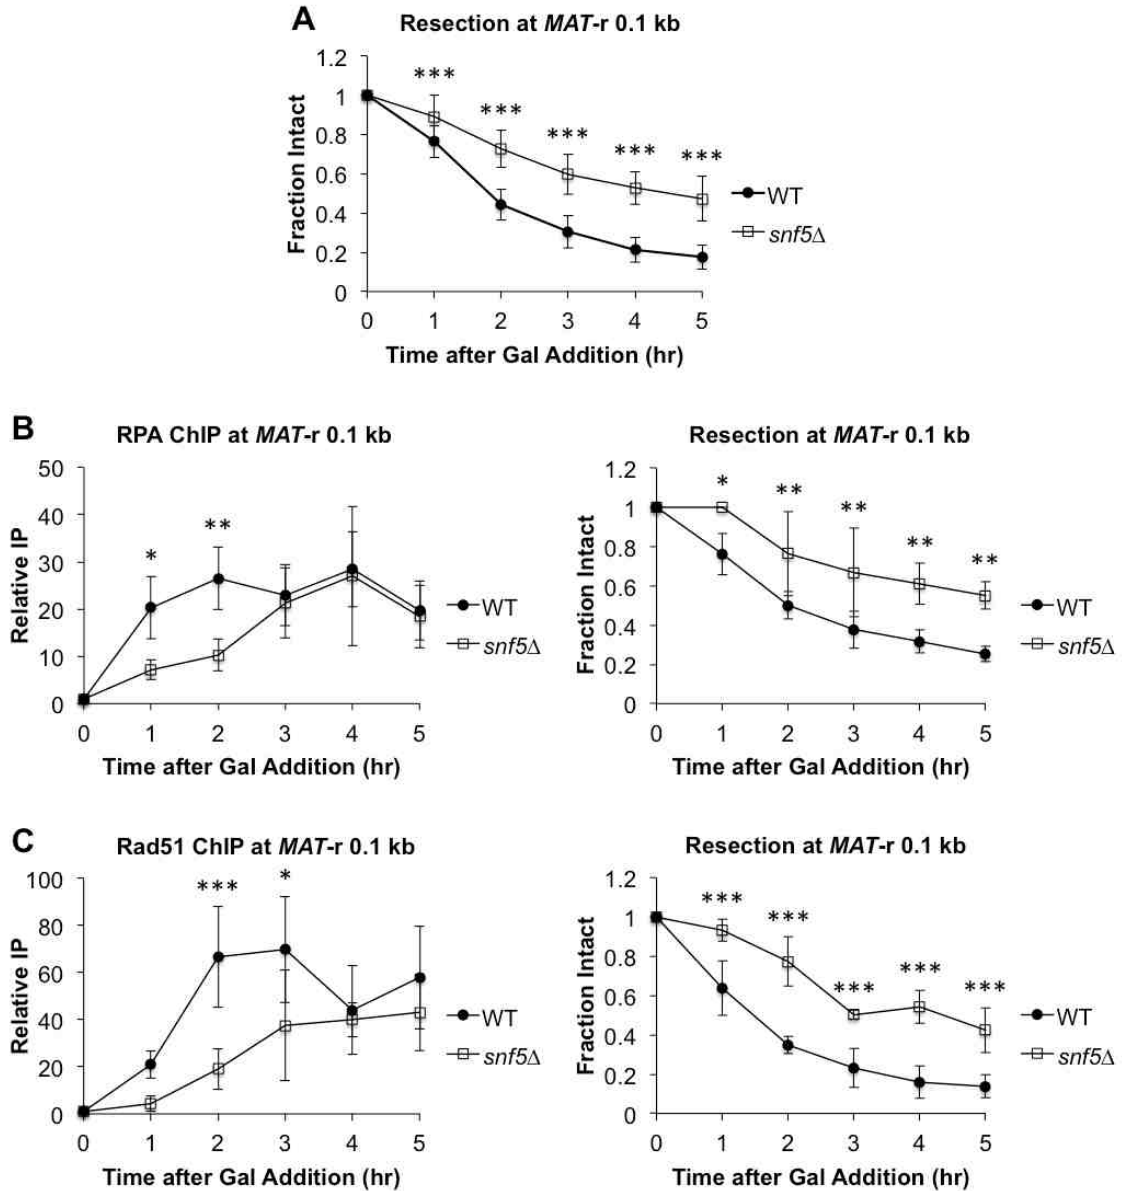 A
Resection at MAT-r 0.1 kb
1.2
1
0.8
0.6
0.4
0.2
0
Fraction Intact
***
***
***
***
***
WT
snf5Δ
0 1 2 3 4 5
Time after Gal Addition (hr)
B
RPA ChIP at MAT-r 0.1 kb
50
40
30
20
10
0
Relative IP
*
**
WT
snf5Δ
0 1 2 3 4 5
Time after Gal Addition (hr)
Resection at MAT-r 0.1 kb
1.2
1
0.8
0.6
0.4
0.2
0
Fraction Intact
*
**
**
**
**
WT
snf5Δ
0 1 2 3 4 5
Time after Gal Addition (hr)
C
Rad51 ChIP at MAT-r 0.1 kb
100
80
60
40
20
0
Relative IP
***
*
WT
snf5Δ
0 1 2 3 4 5
Time after Gal Addition (hr)
Resection at MAT-r 0.1 kb
1.2
1
0.8
0.6
0.4
0.2
0
Fraction Intact
***
***
***
***
***
WT
snf5Δ
0 1 2 3 4 5
Time after Gal Addition (hr)